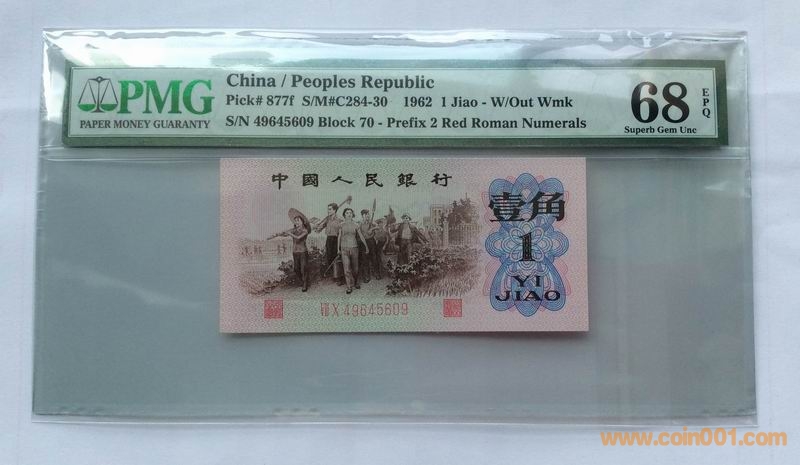 PMG
PAPER MONEY GUARANTY
China / Peoples Republic
Pick# 877f S/M#C284-30 1962 1 Jiao - W/Out Wmk
S/N 49645609 Block 70 - Prefix 2 Red Roman Numerals
68
EPQ
Superb Gem Unc
中國人民銀行
壹角
1
YI
JIAO
VIII X 49645609
www.coin001.com